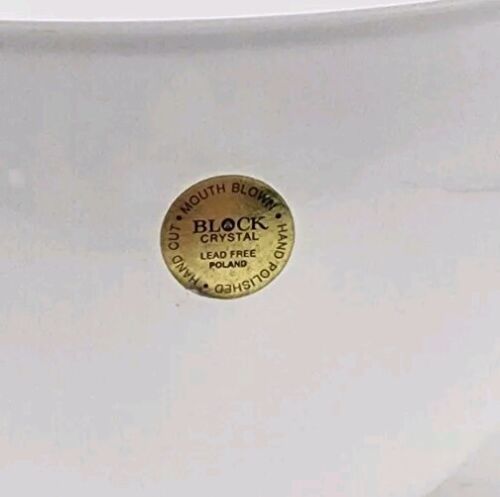 • MOUTH BLOWN • HAND POLISHED • HAND CUT
BLOCK
CRYSTAL
LEAD FREE
POLAND